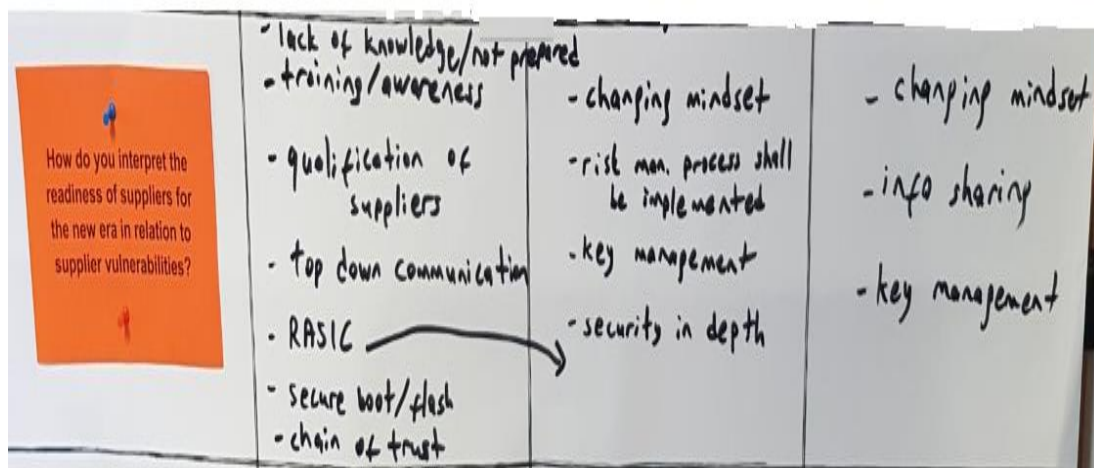 How do you interpret the
readiness of suppliers for
the new era in relation to
supplier vulnerabilities?
- lack of knowledge/not prepared
- training/awareness
- qualification of
suppliers
- top down communication
- RASIC
- secure boot/flash
- chain of trust
- changing mindset
- risk man. process shall
be implemented
- key management
- security in depth
- changing mindset
- info sharing
- key management